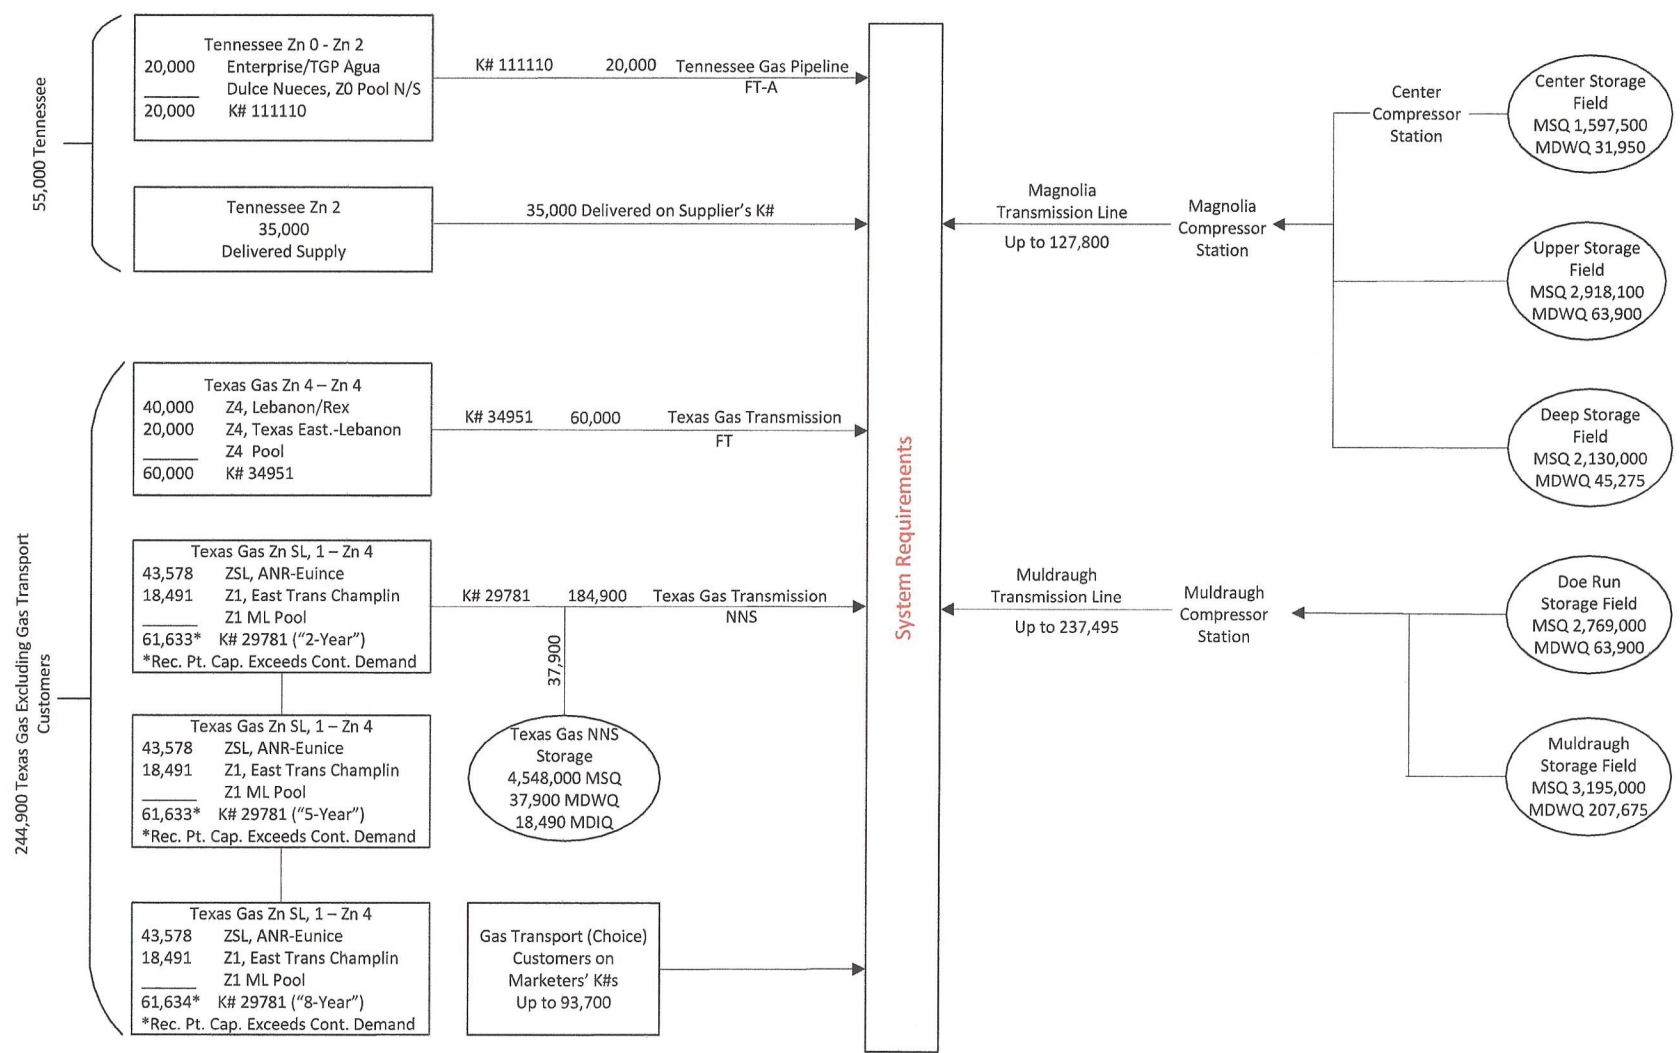 55,000 Tennessee
Tennessee Zn 0 - Zn 2
20,000 Enterprise/TGP Agua
Dulce Nueces, Z0 Pool N/S
20,000 K# 111110
K# 111110 20,000 Tennessee Gas Pipeline
FT-A
Tennessee Zn 2
35,000
Delivered Supply
35,000 Delivered on Supplier's K#
244,900 Texas Gas Excluding Gas Transport
Customers
Texas Gas Zn 4 – Zn 4
40,000 Z4, Lebanon/Rex
20,000 Z4, Texas East.-Lebanon
Z4 Pool
60,000 K# 34951
K# 34951 60,000 Texas Gas Transmission
FT
Texas Gas Zn SL, 1 – Zn 4
43,578 ZSL, ANR-Euince
18,491 Z1, East Trans Champlin
Z1 ML Pool
61,633* K# 29781 ("2-Year")
*Rec. Pt. Cap. Exceeds Cont. Demand
K# 29781 184,900 Texas Gas Transmission
NNS
37,900
Texas Gas NNS
Storage
4,548,000 MSQ
37,900 MDWQ
18,490 MDIQ
Texas Gas Zn SL, 1 – Zn 4
43,578 ZSL, ANR-Eunice
18,491 Z1, East Trans Champlin
Z1 ML Pool
61,633* K# 29781 ("5-Year")
*Rec. Pt. Cap. Exceeds Cont. Demand
Texas Gas Zn SL, 1 – Zn 4
43,578 ZSL, ANR-Eunice
18,491 Z1, East Trans Champlin
Z1 ML Pool
61,634* K# 29781 ("8-Year")
*Rec. Pt. Cap. Exceeds Cont. Demand
Gas Transport (Choice)
Customers on
Marketers' K#s
Up to 93,700
System Requirements
Magnolia
Transmission Line
Up to 127,800
Magnolia
Compressor
Station
Center
Compressor
Station
Center Storage
Field
MSQ 1,597,500
MDWQ 31,950
Upper Storage
Field
MSQ 2,918,100
MDWQ 63,900
Deep Storage
Field
MSQ 2,130,000
MDWQ 45,275
Muldraugh
Transmission Line
Up to 237,495
Muldraugh
Compressor
Station
Doe Run
Storage Field
MSQ 2,769,000
MDWQ 63,900
Muldraugh
Storage Field
MSQ 3,195,000
MDWQ 207,675